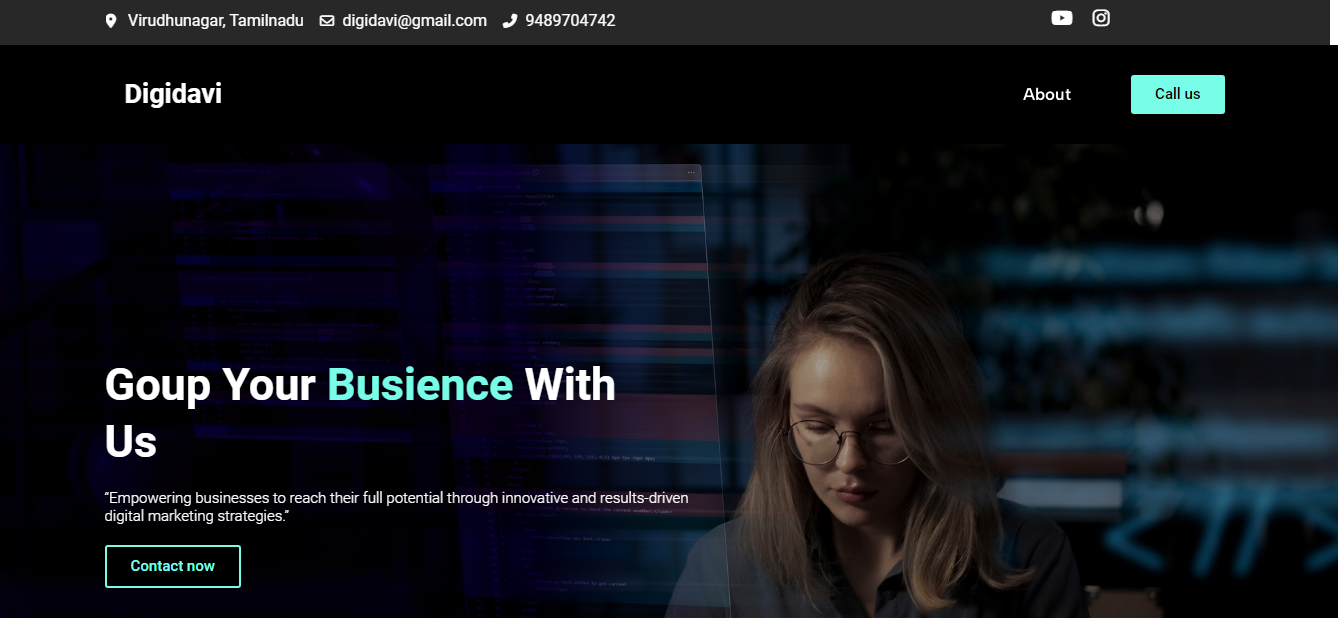 Virudhunagar, Tamilnadu digidavi@gmail.com 9489704742
Digidavi
About
Call us
Goup Your Busience With
Us
“Empowering businesses to reach their full potential through innovative and results-driven
digital marketing strategies.”
Contact now